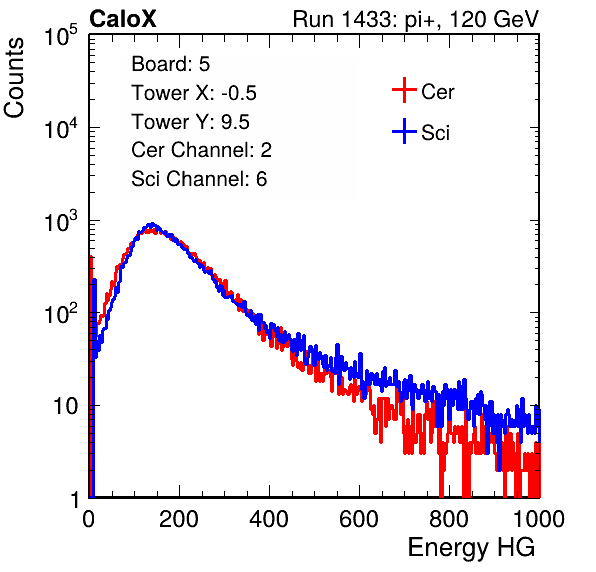 CaloX Run 1433: pi+, 120 GeV
Counts
Board: 5
Tower X: -0.5
Tower Y: 9.5
Cer Channel: 2
Sci Channel: 6
Cer
Sci
10^5
10^4
10^3
10^2
10
1
0 200 400 600 800 1000
Energy HG